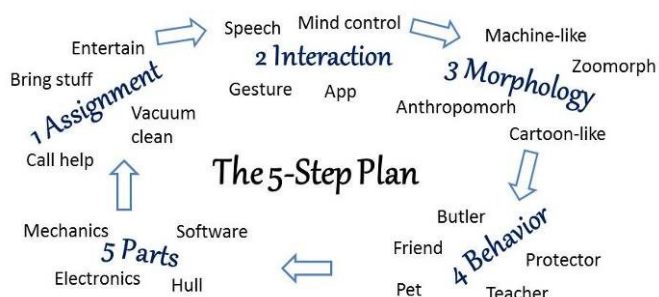 Entertain
Bring stuff
1 Assignment
Vacuum
clean
Call help
Speech
Mind control
2 Interaction
Gesture
App
Machine-like
3 Morphology
Zoomorph
Anthropomorh
Cartoon-like
The 5-Step Plan
Butler
Friend
4 Behavior
Protector
Pet
Teacher
Mechanics
Software
5 Parts
Electronics
Hull